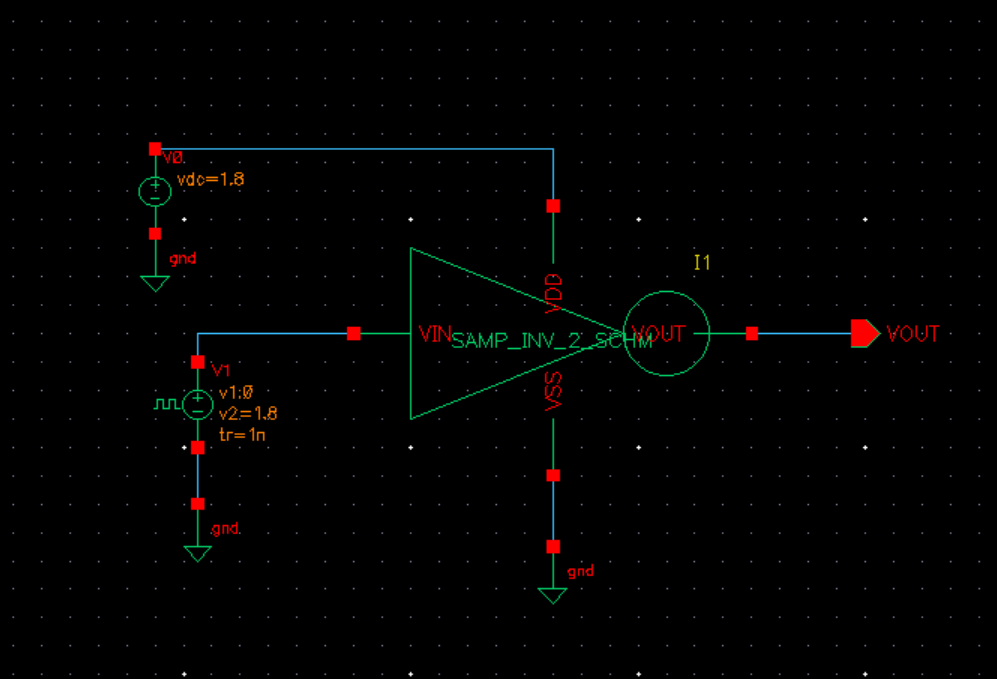 V0
vdc=1.8
gnd
I1
VDD
VIN
SAMP_INV_2_SCHM
VOUT
VOUT
V1
v1:0
v2=1.8
tr=1n
VSS
gnd
gnd